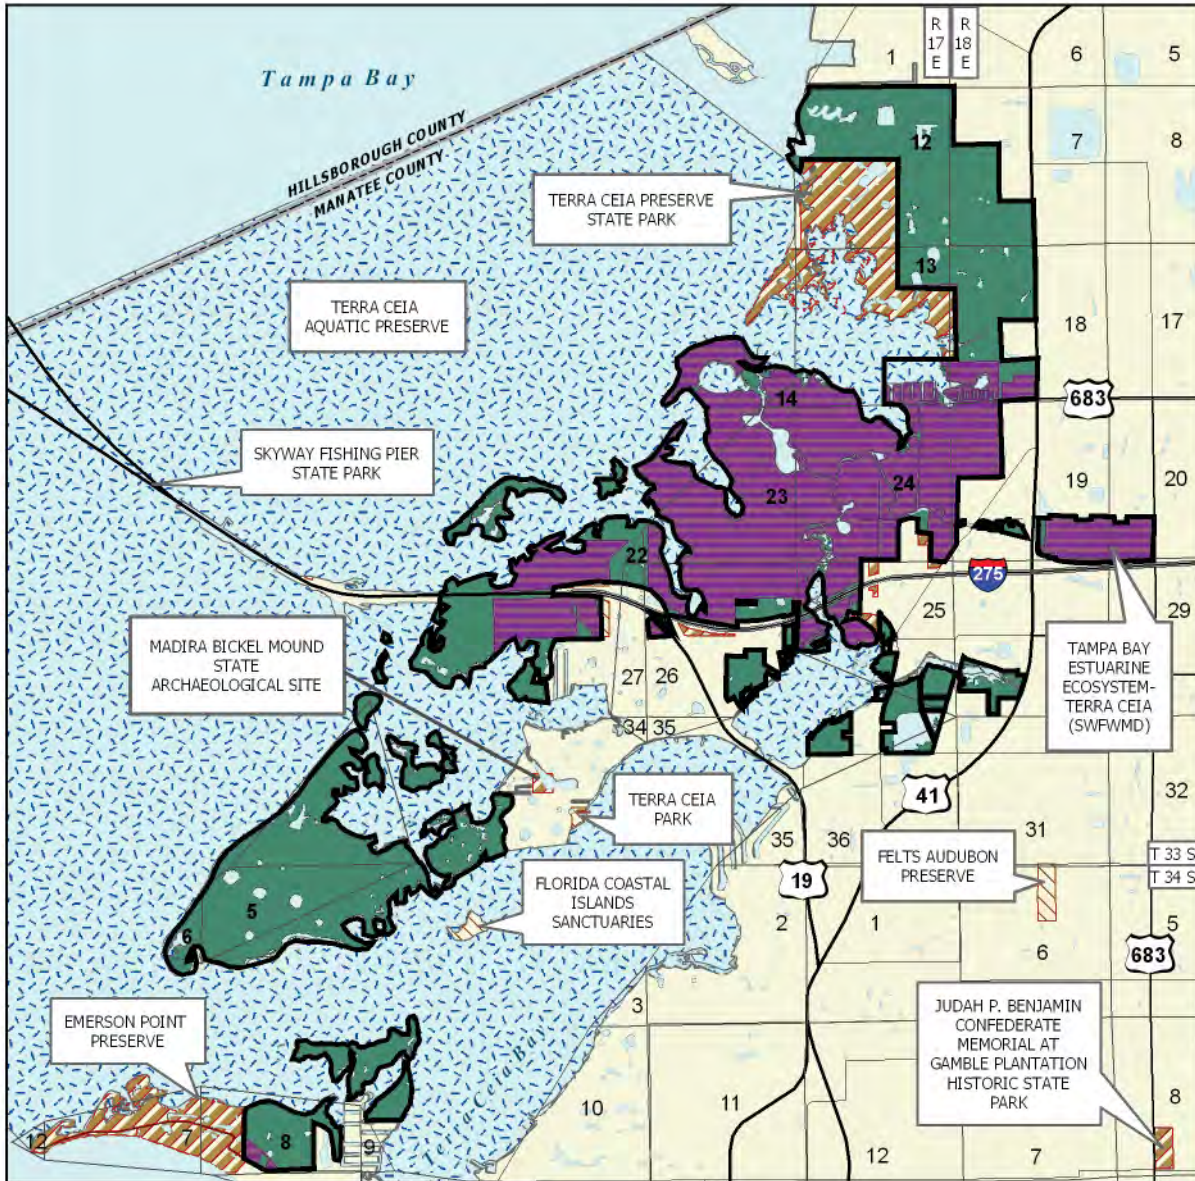 R
17
E
R
18
E
1
6
5
Tampa Bay
12
7
8
HILLSBOROUGH COUNTY
MANATEE COUNTY
TERRA CEIA PRESERVE
STATE PARK
13
TERRA CEIA
AQUATIC PRESERVE
18
17
14
683
SKYWAY FISHING PIER
STATE PARK
23
24
19
20
22
275
25
29
MADIRA BICKEL MOUND
STATE
ARCHAEOLOGICAL SITE
27
26
TAMPA BAY
ESTUARINE
ECOSYSTEM-
TERRA CEIA
(SWFWMD)
34
35
TERRA CEIA
PARK
41
32
35
36
31
T 33 S
T 34 S
19
FELTS AUDUBON
PRESERVE
FLORIDA COASTAL
ISLANDS
SANCTUARIES
5
6
2
1
6
5
683
3
EMERSON POINT
PRESERVE
JUDAH P. BENJAMIN
CONFEDERATE
MEMORIAL AT
GAMBLE PLANTATION
HISTORIC STATE
PARK
Terra Ceia Bay
10
11
8
12
7
8
9
12
7